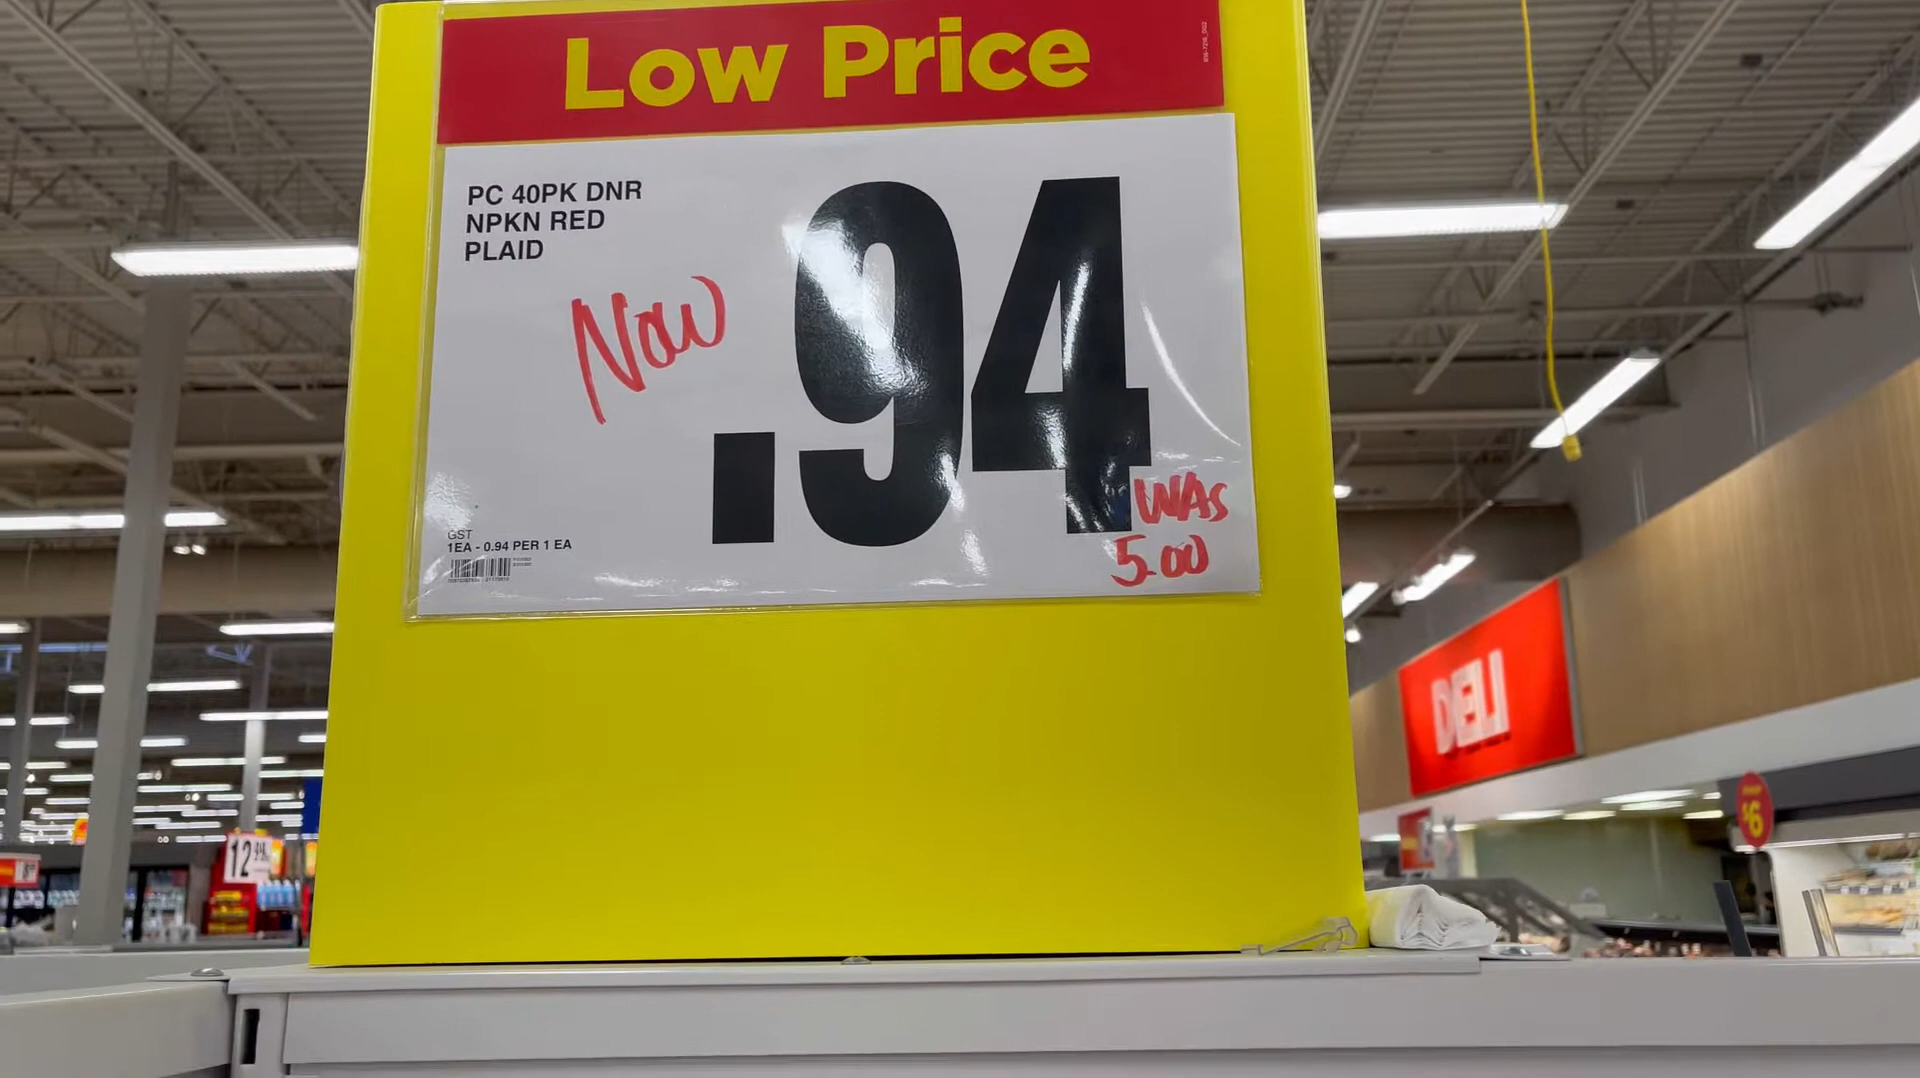 Low Price
PC 40PK DNR
NPKN RED
PLAID
Now
.94
WAS
5.00
GST
1EA - 0.94 PER 1 EA
DELI
$6
12